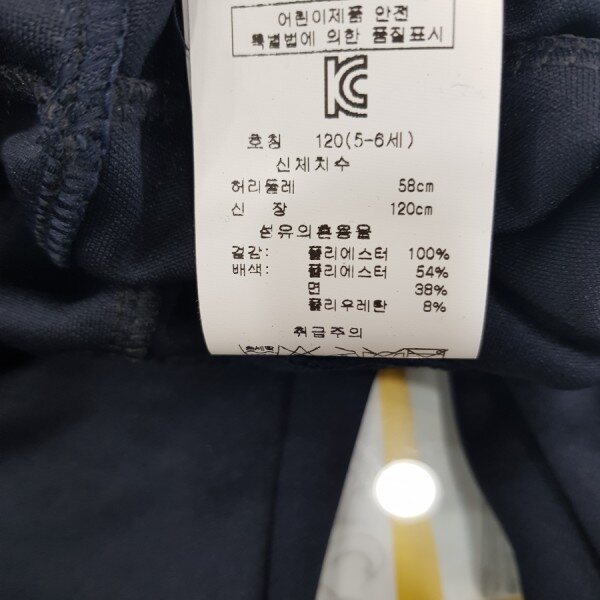 어린이제품 안전
특별법에 의한 품질표시
KC
호칭 120(5-6세)
신체치수
허리둘레 58cm
신 장 120cm
섬유의혼용율
겉감: 폴리에스터 100%
배색: 폴리에스터 54%
면 38%
폴리우레탄 8%
취급주의